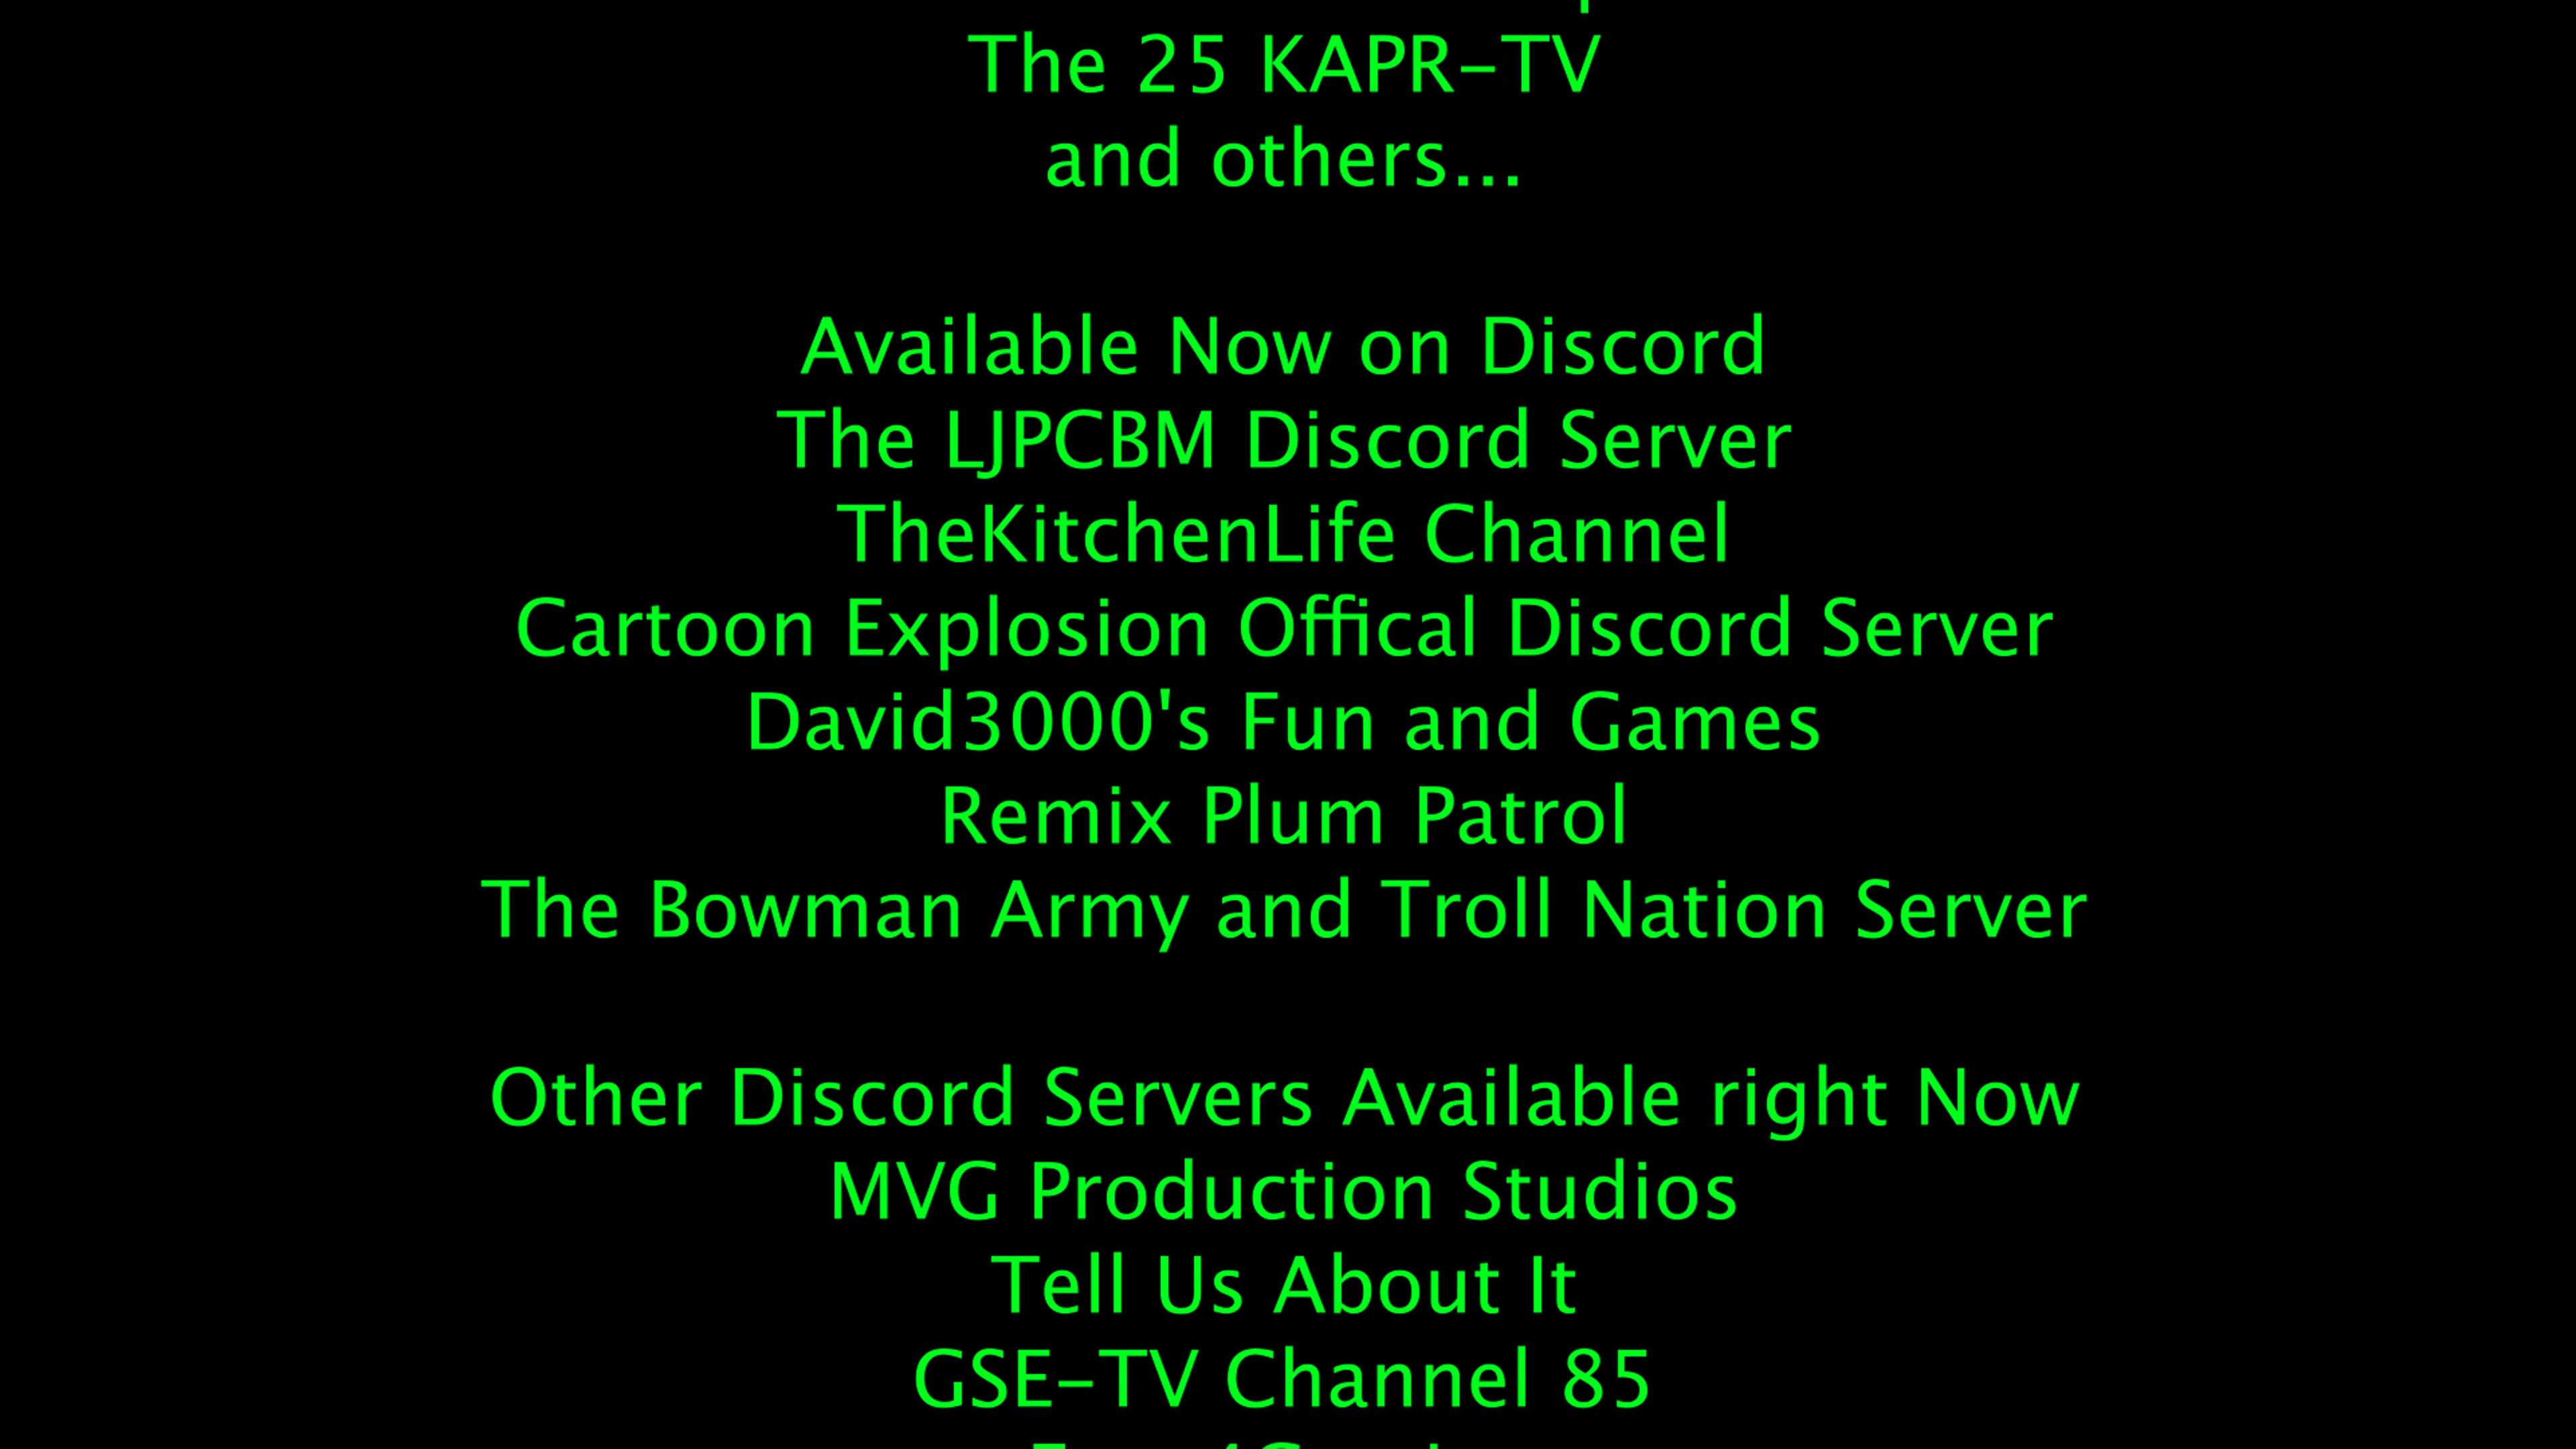 The 25 KAPR-TV
and others...
Available Now on Discord
The LJPCBM Discord Server
TheKitchenLife Channel
Cartoon Explosion Offical Discord Server
David3000's Fun and Games
Remix Plum Patrol
The Bowman Army and Troll Nation Server
Other Discord Servers Available right Now
MVG Production Studios
Tell Us About It
GSE-TV Channel 85